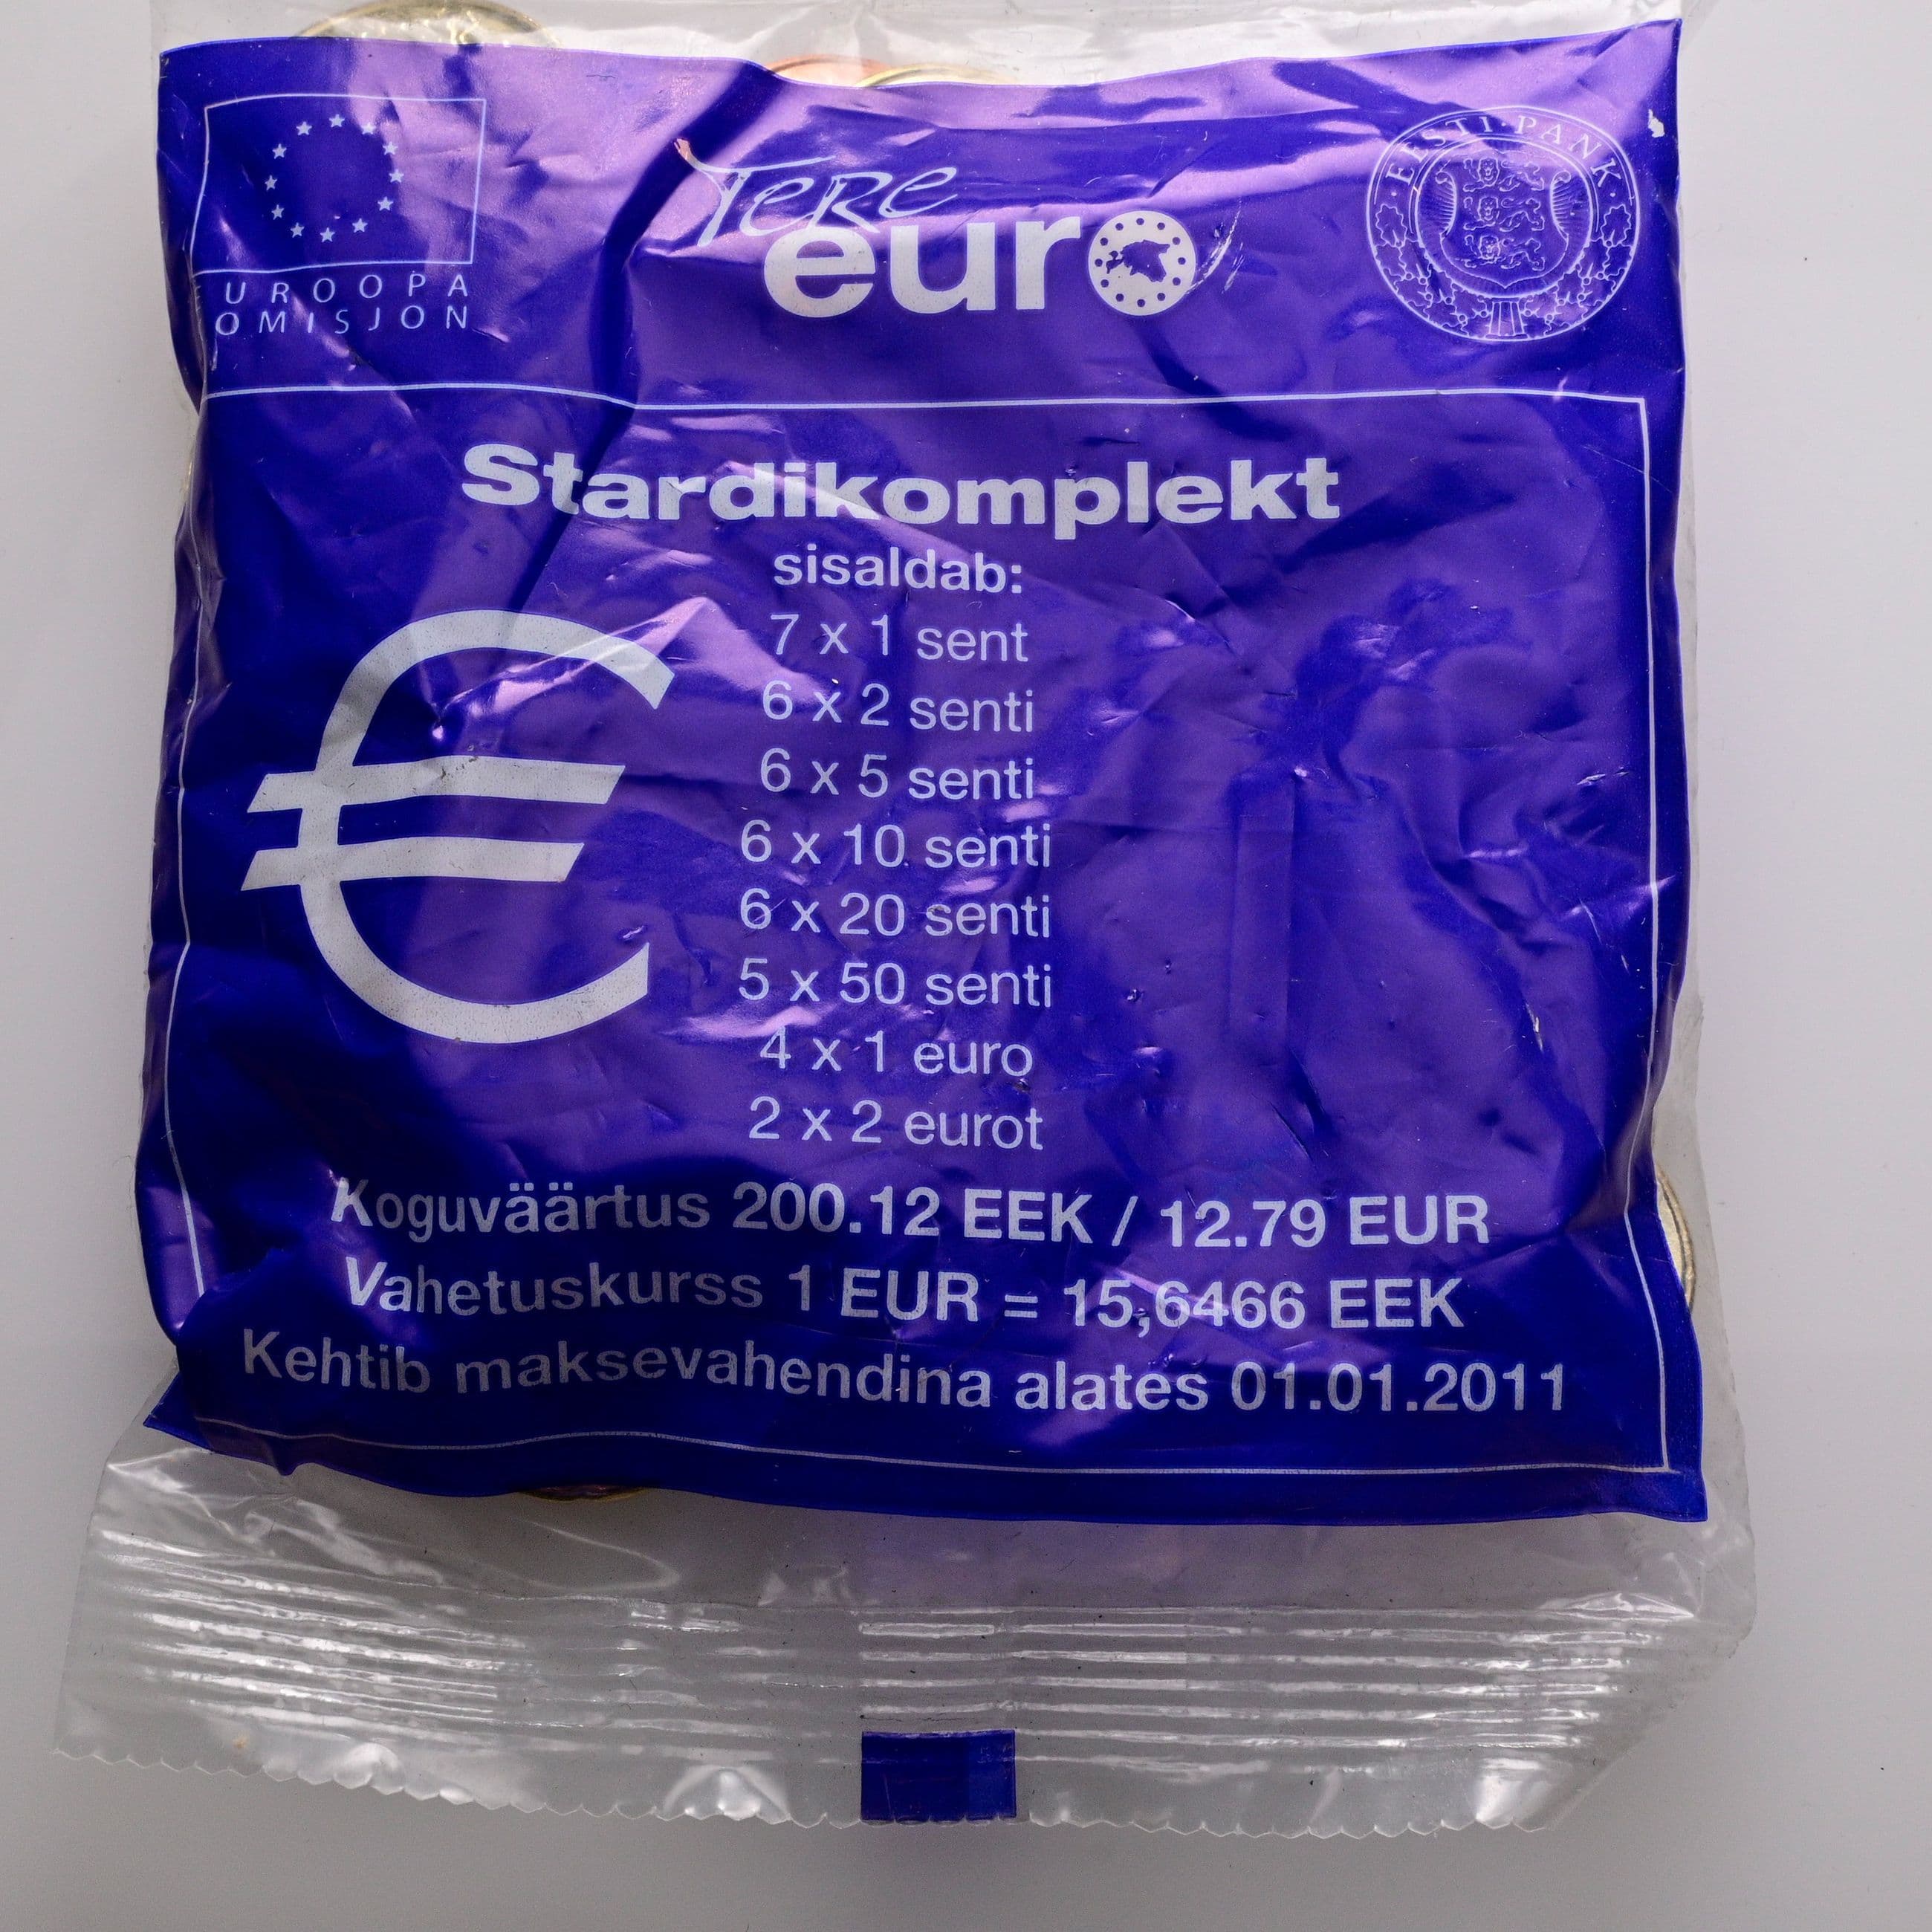 UROOPA
OMISJON
Tere
euro
EESTI PANK
Stardikomplekt
sisaldab:
7 x 1 sent
6 x 2 senti
6 x 5 senti
6 x 10 senti
6 x 20 senti
5 x 50 senti
4 x 1 euro
2 x 2 eurot
€
Koguväärtus 200.12 EEK / 12.79 EUR
Vahetuskurss 1 EUR = 15,6466 EEK
Kehtib maksevahendina alates 01.01.2011